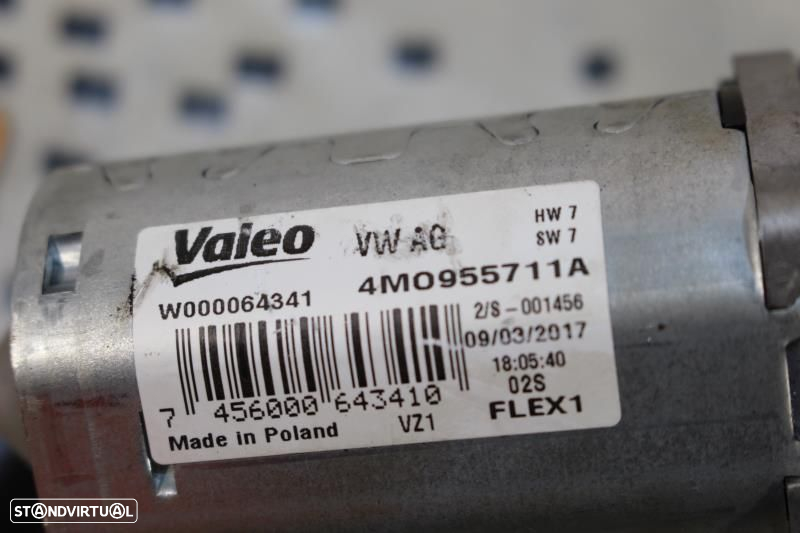 Valeo
VW AG
HW 7
SW 7
W000064341
4M0955711A
2/S-001456
09/03/2017
18:05:40
02S
7 456000 643410
VZ1
FLEX1
Made in Poland
STANDVIRTUAL